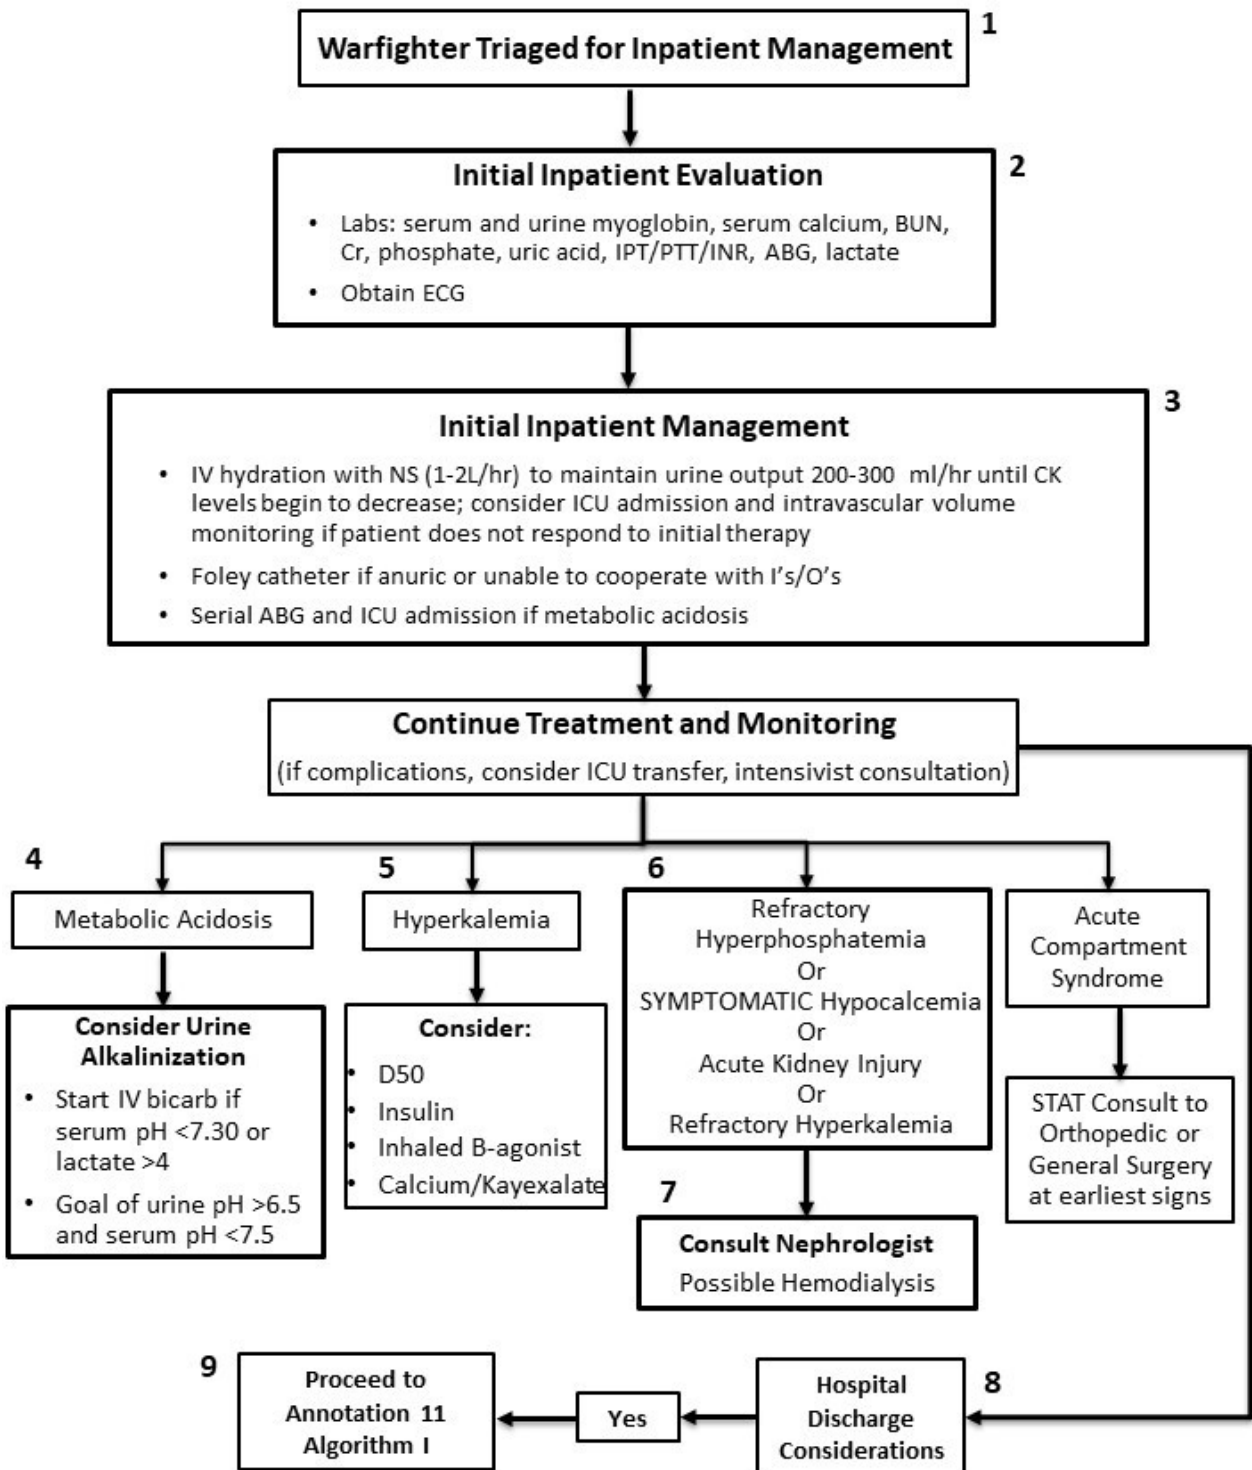 1
Warfighter Triaged for Inpatient Management
2
Initial Inpatient Evaluation
• Labs: serum and urine myoglobin, serum calcium, BUN,
Cr, phosphate, uric acid, IPT/PTT/INR, ABG, lactate
• Obtain ECG
3
Initial Inpatient Management
• IV hydration with NS (1-2L/hr) to maintain urine output 200-300 ml/hr until CK
levels begin to decrease; consider ICU admission and intravascular volume
monitoring if patient does not respond to initial therapy
• Foley catheter if anuric or unable to cooperate with I's/O's
• Serial ABG and ICU admission if metabolic acidosis
Continue Treatment and Monitoring
(if complications, consider ICU transfer, intensivist consultation)
4
Metabolic Acidosis
Consider Urine
Alkalinization
• Start IV bicarb if
serum pH <7.30 or
lactate >4
• Goal of urine pH >6.5
and serum pH <7.5
5
Hyperkalemia
Consider:
• D50
• Insulin
• Inhaled B-agonist
• Calcium/Kayexalate
6
Refractory
Hyperphosphatemia
Or
SYMPTOMATIC Hypocalcemia
Or
Acute Kidney Injury
Or
Refractory Hyperkalemia
7
Consult Nephrologist
Possible Hemodialysis
Acute
Compartment
Syndrome
STAT Consult to
Orthopedic or
General Surgery
at earliest signs
8
Hospital
Discharge
Considerations
Yes
9
Proceed to
Annotation 11
Algorithm I